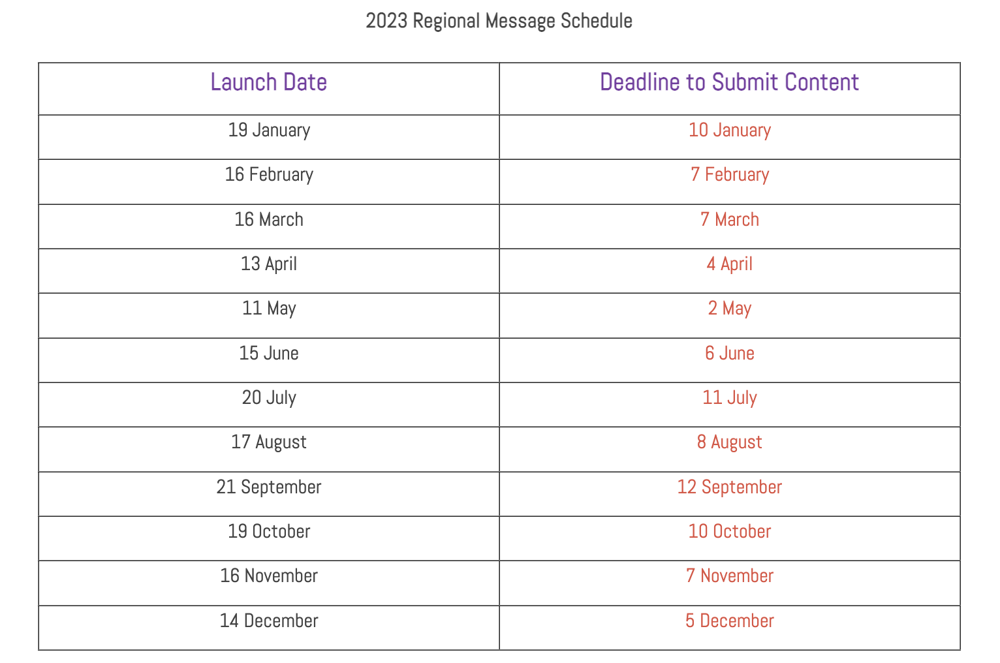 2023 Regional Message Schedule
Launch Date Deadline to Submit Content
19 January 10 January
16 February 7 February
16 March 7 March
13 April 4 April
11 May 2 May
15 June 6 June
20 July 11 July
17 August 8 August
21 September 12 September
19 October 10 October
16 November 7 November
14 December 5 December